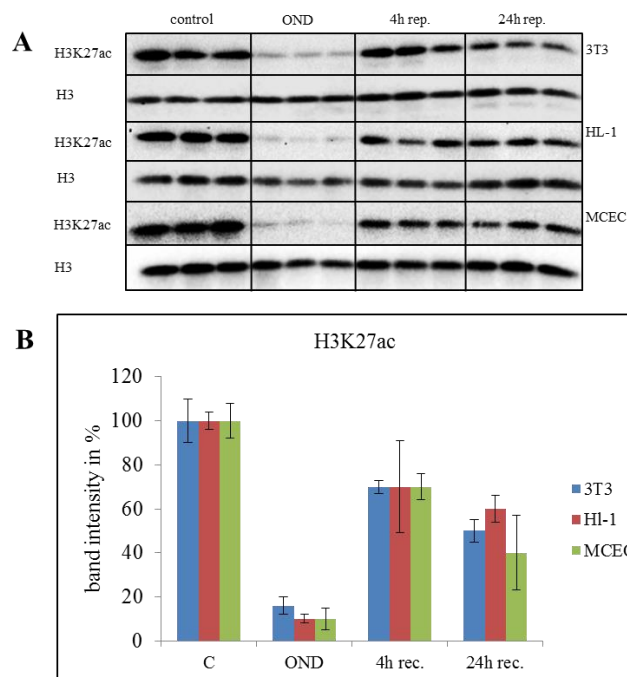 A
control OND 4h rep. 24h rep.
H3K27ac 3T3
H3
H3K27ac HL-1
H3
H3K27ac MCEC
H3
B
H3K27ac
120
100
80
60
40
20
0
band intensity in %
C OND 4h rec. 24h rec.
3T3
Hl-1
MCEC